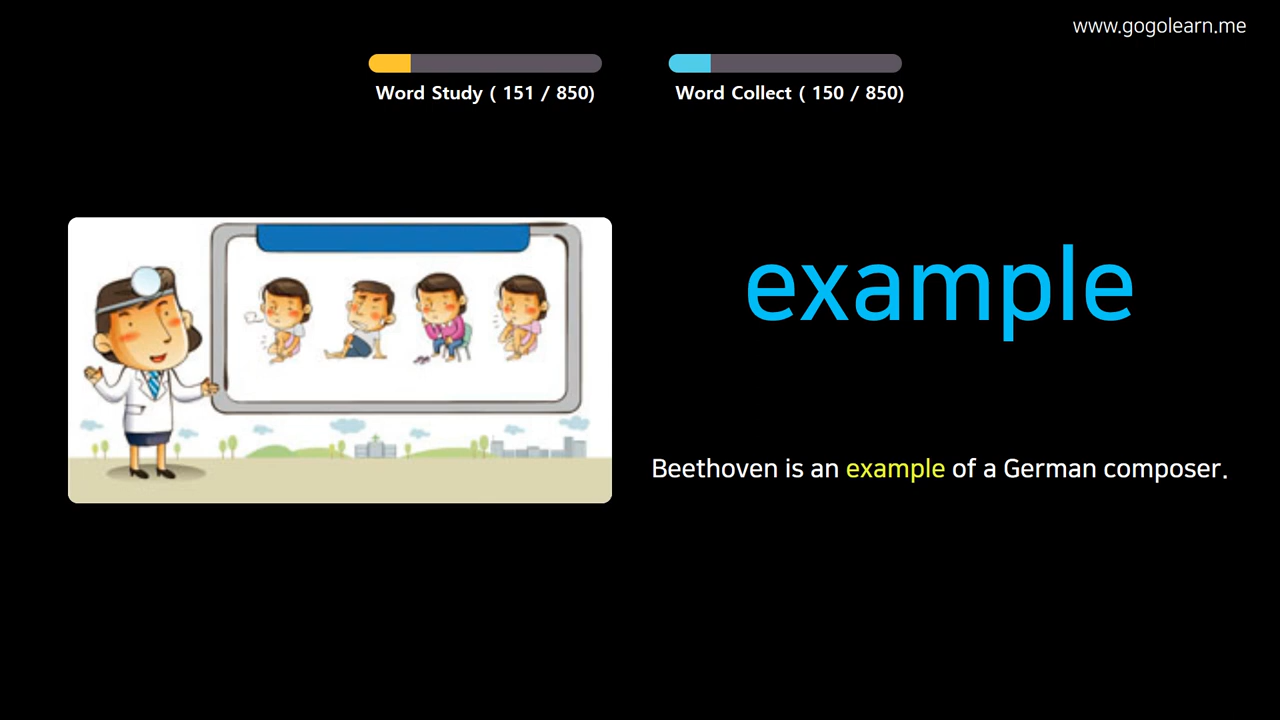 www.gogolearn.me
Word Study ( 151 / 850)
Word Collect ( 150 / 850)
example
Beethoven is an example of a German composer.